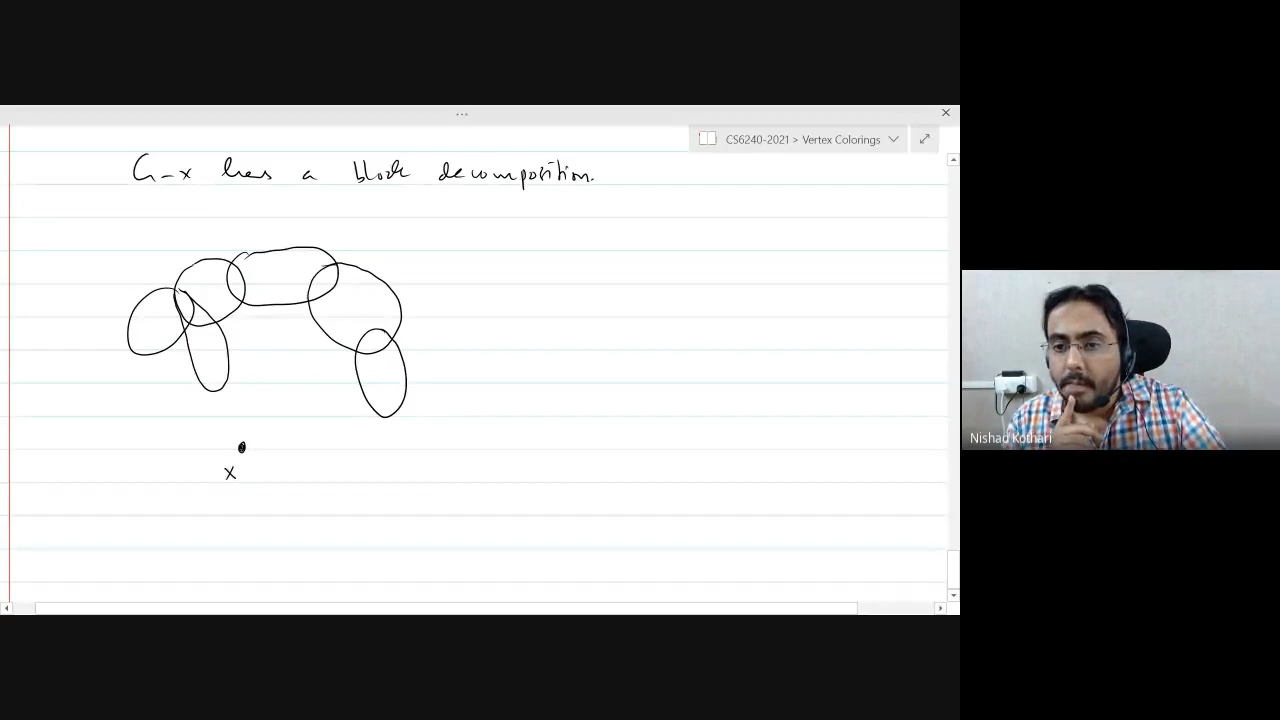 CS6240-2021 > Vertex Colorings
G-x has a block decomposition.
x
Nishad Kothari